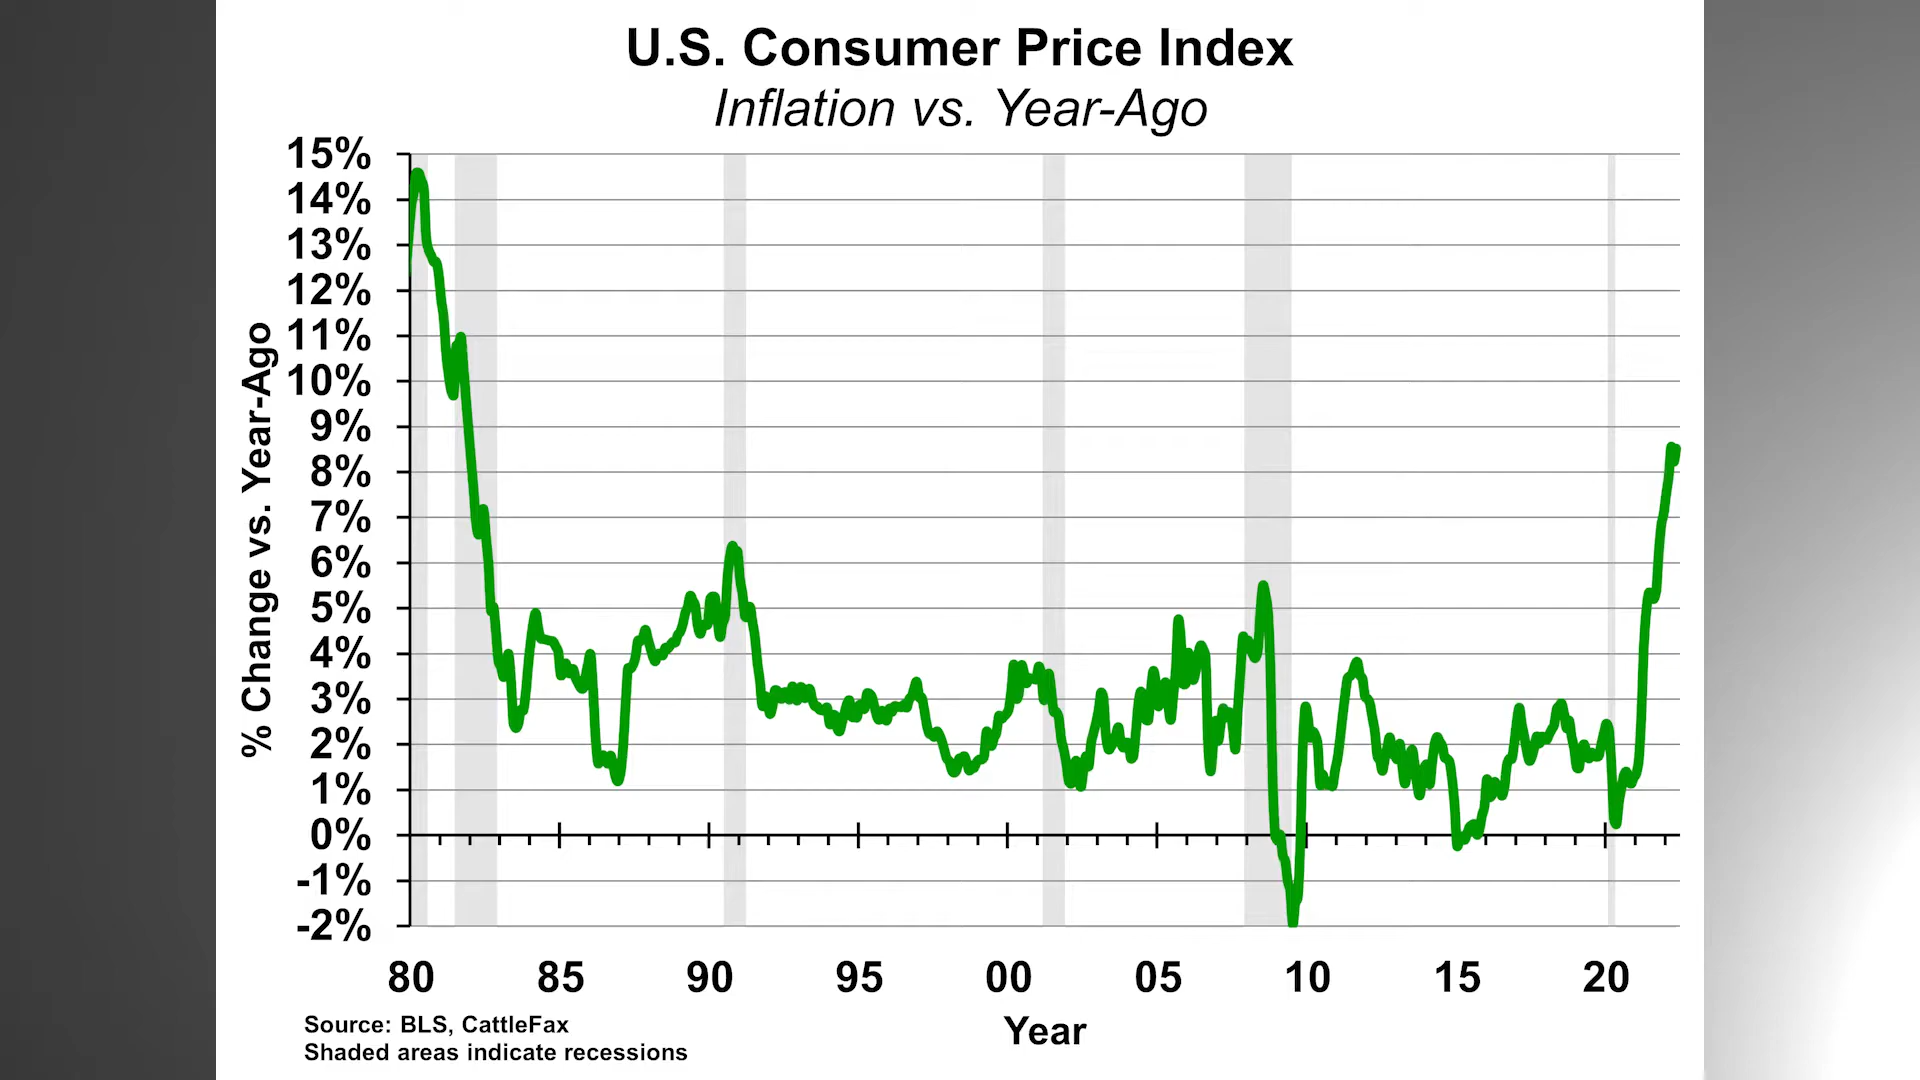 U.S. Consumer Price Index
Inflation vs. Year-Ago
% Change vs. Year-Ago
15%
14%
13%
12%
11%
10%
9%
8%
7%
6%
5%
4%
3%
2%
1%
0%
-1%
-2%
80 85 90 95 00 05 10 15 20
Year
Source: BLS, CattleFax
Shaded areas indicate recessions